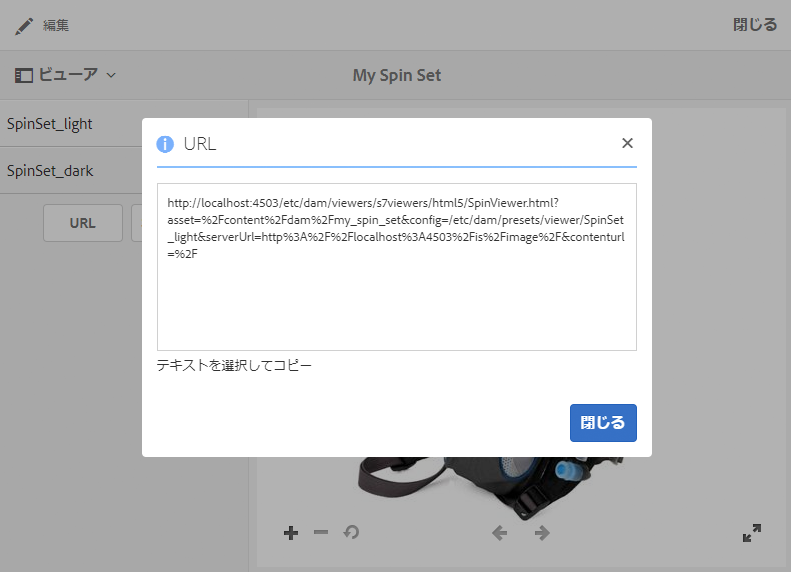 編集
閉じる
ビューア
My Spin Set
SpinSet_light
SpinSet_dark
URL
URL
http://localhost:4503/etc/dam/viewers/s7viewers/html5/SpinViewer.html?
asset=%2Fcontent%2Fdam%2Fmy_spin_set&config=/etc/dam/presets/viewer/SpinSet
_light&serverUrl=http%3A%2F%2Flocalhost%3A4503%2Fis%2Fimage%2F&contenturl
=%2F
テキストを選択してコピー
閉じる